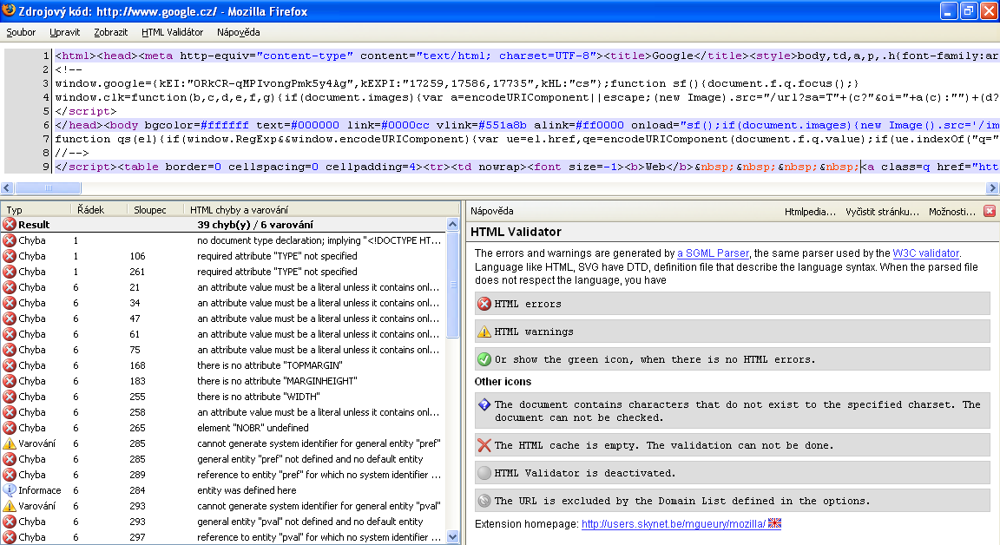 Zdrojový kód: http://www.google.cz/ - Mozilla Firefox
Soubor Upravit Zobrazit HTML Validátor Nápověda
1 <html><head><meta http-equiv="content-type" content="text/html; charset=UTF-8"><title>Google</title><style>body,td,a,p,.h{font-family:ar
2 <!--
3 window.google={kEI:"ORkCR-qMPIvongPmk5y4Ag",kEXPI:"17259,17586,17735",kHL:"cs"};function sf(){document.f.q.focus();}
4 window.clk=function(b,c,d,e,f,g){if(document.images){var a=encodeURIComponent||escape;(new Image).src="/url?sa=T"+(c?"&oi="+a(c):"")+(d?
5 </script>
6 </head><body bgcolor=#ffffff text=#000000 link=#0000cc vlink=#551a8b alink=#ff0000 onload="sf();if(document.images){new Image().src='/im
7 function qs(el){if(window.RegExp&&window.encodeURIComponent){var ue=el.href,qe=encodeURIComponent(document.f.q.value);if(ue.indexOf("q="
8 //-->
9 </script><table border=0 cellspacing=0 cellpadding=4><tr><td nowrap><font size=-1><b>Web</b>&nbsp;&nbsp;&nbsp;&nbsp;<a class=q href="htt
Typ Řádek Sloupec HTML chyby a varování
Result 39 chyb(y) / 6 varování
Chyba 1 no document type declaration; implying "<!DOCTYPE HT...
Chyba 1 106 required attribute "TYPE" not specified
Chyba 1 261 required attribute "TYPE" not specified
Chyba 6 21 an attribute value must be a literal unless it contains onl...
Chyba 6 34 an attribute value must be a literal unless it contains onl...
Chyba 6 47 an attribute value must be a literal unless it contains onl...
Chyba 6 61 an attribute value must be a literal unless it contains onl...
Chyba 6 75 an attribute value must be a literal unless it contains onl...
Chyba 6 168 there is no attribute "TOPMARGIN"
Chyba 6 183 there is no attribute "MARGINHEIGHT"
Chyba 6 255 there is no attribute "WIDTH"
Chyba 6 258 an attribute value must be a literal unless it contains onl...
Chyba 6 265 element "NOBR" undefined
Varování 6 285 cannot generate system identifier for general entity "pref"
Chyba 6 285 general entity "pref" not defined and no default entity
Chyba 6 289 reference to entity "pref" for which no system identifier ...
Informace 6 284 entity was defined here
Varování 6 293 cannot generate system identifier for general entity "pval"
Chyba 6 293 general entity "pval" not defined and no default entity
Chyba 6 297 reference to entity "pval" for which no system identifier ...
Nápověda Htmlpedia... Vyčistit stránku... Možnosti...
HTML Validator
The errors and warnings are generated by a SGML Parser, the same parser used by the W3C validator.
Language like HTML, SVG have DTD, definition file that describe the language syntax. When the parsed file
does not respect the language, you have
HTML errors
HTML warnings
Or show the green icon, when there is no HTML errors.
Other icons
The document contains characters that do not exist to the specified charset. The
document can not be checked.
The HTML cache is empty. The validation can not be done.
HTML Validator is deactivated.
The URL is excluded by the Domain List defined in the options.
Extension homepage: http://users.skynet.be/mgueury/mozilla/